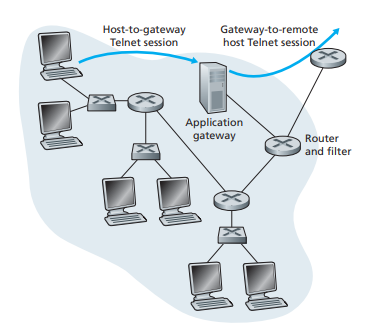 Host-to-gateway
Telnet session
Gateway-to-remote
host Telnet session
Application
gateway
Router
and filter